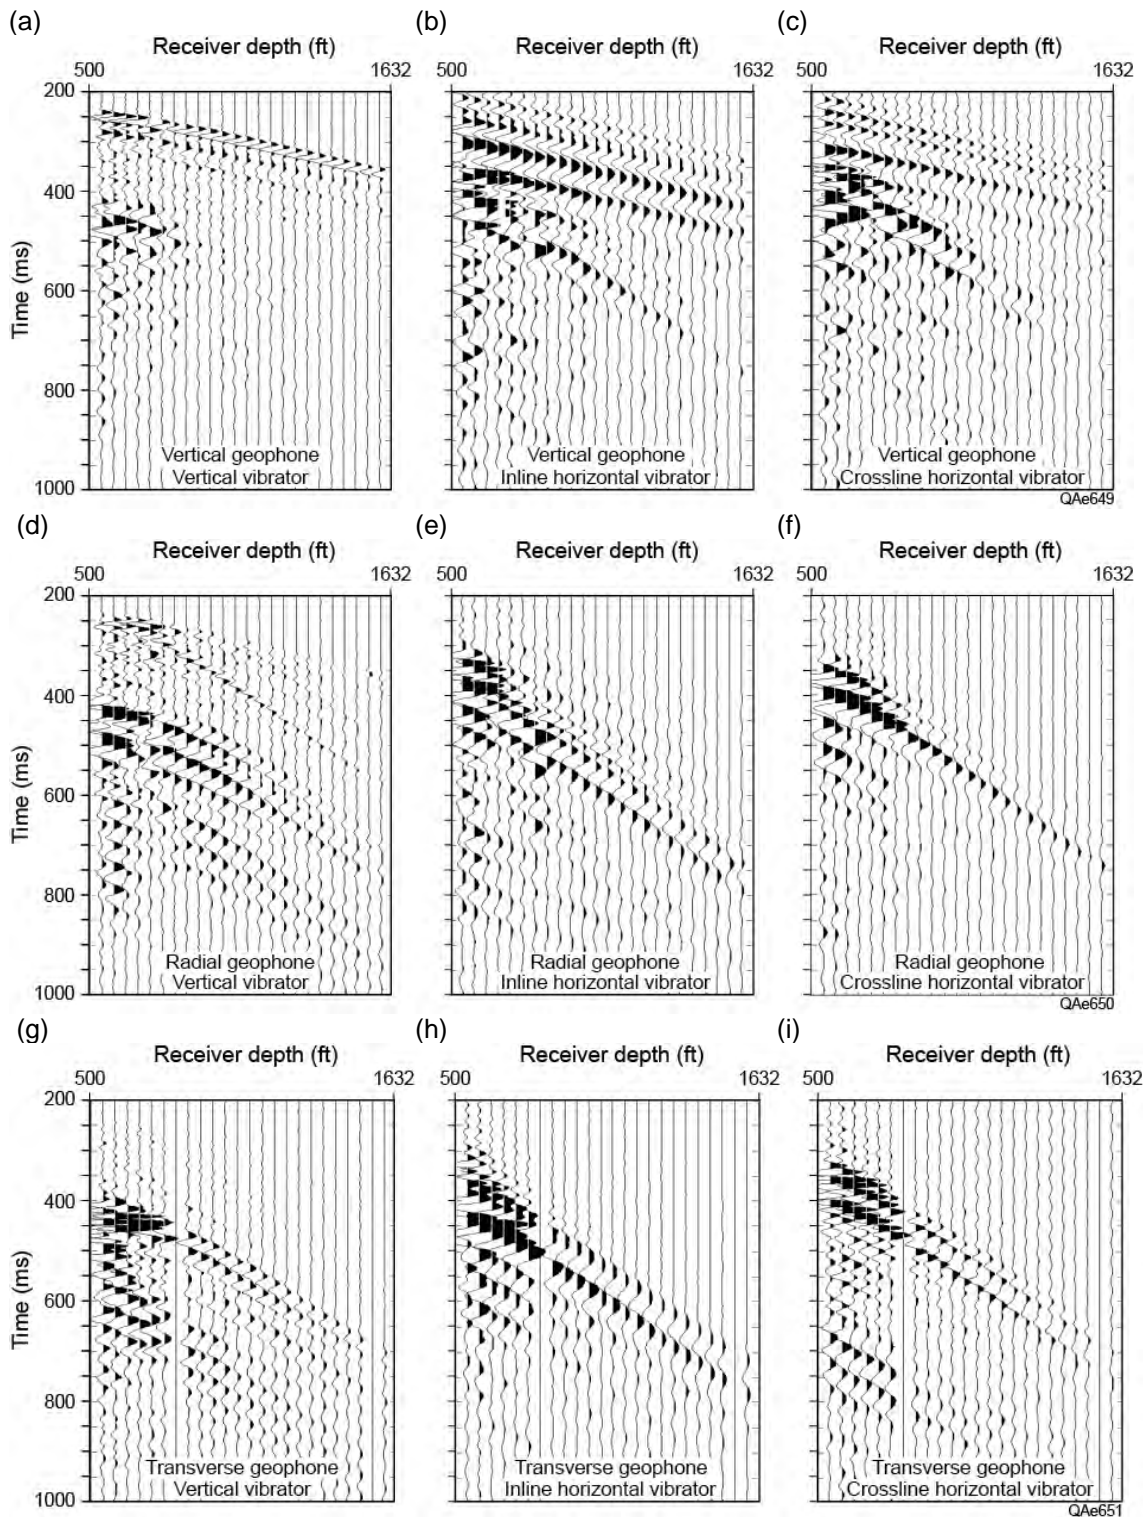 (a) (b) (c)
Receiver depth (ft) Receiver depth (ft) Receiver depth (ft)
500 1632 500 1632 500 1632
200
400
600
800
1000
Time (ms)
Vertical geophone Vertical geophone Vertical geophone
Vertical vibrator Inline horizontal vibrator Crossline horizontal vibrator
QAe649
(d) (e) (f)
Receiver depth (ft) Receiver depth (ft) Receiver depth (ft)
500 1632 500 1632 500 1632
200
400
600
800
1000
Time (ms)
Radial geophone Radial geophone Radial geophone
Vertical vibrator Inline horizontal vibrator Crossline horizontal vibrator
QAe650
(g) (h) (i)
Receiver depth (ft) Receiver depth (ft) Receiver depth (ft)
500 1632 500 1632 500 1632
200
400
600
800
1000
Time (ms)
Transverse geophone Transverse geophone Transverse geophone
Vertical vibrator Inline horizontal vibrator Crossline horizontal vibrator
QAe651